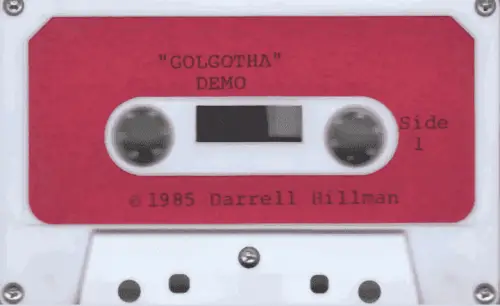 "GOLGOTHA"
DEMO
Side
1
© 1985 Darrell Hillman